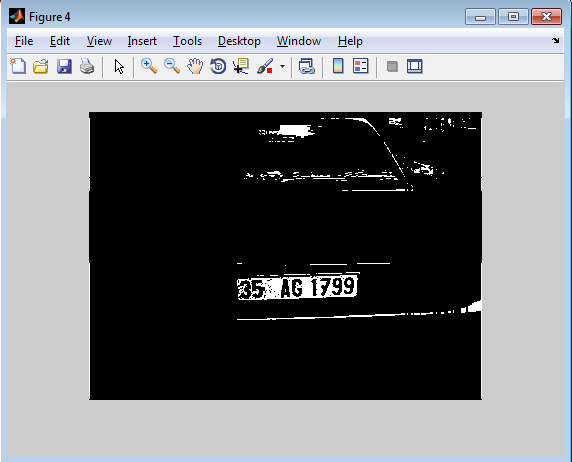 Figure 4
File Edit View Insert Tools Desktop Window Help
35 AG 1799